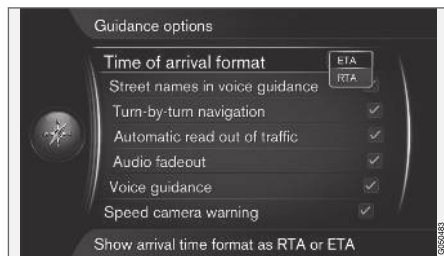 Guidance options
Time of arrival format
ETA
RTA
Street names in voice guidance
Turn-by-turn navigation
Automatic read out of traffic
Audio fadeout
Voice guidance
Speed camera warning
Show arrival time format as RTA or ETA
G050483